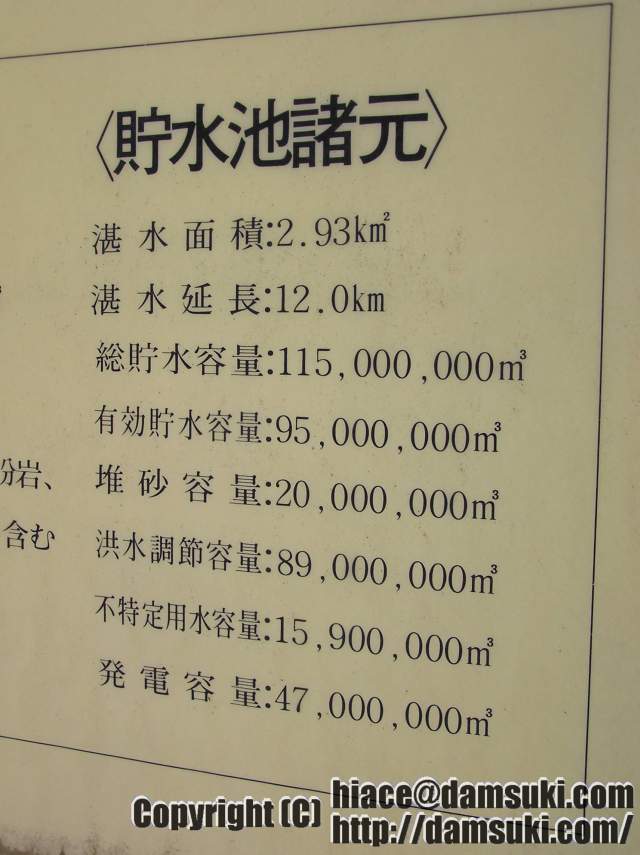 〈貯水池諸元〉
湛水面積:2.93km²
湛水延長:12.0km
総貯水容量:115,000,000m³
有効貯水容量:95,000,000m³
岩、
堆砂容量:20,000,000m³
含む
洪水調節容量:89,000,000m³
不特定用水容量:15,900,000m³
発電容量:47,000,000m³
Copyright (C) hiace@damsuki.com
http://damsuki.com/